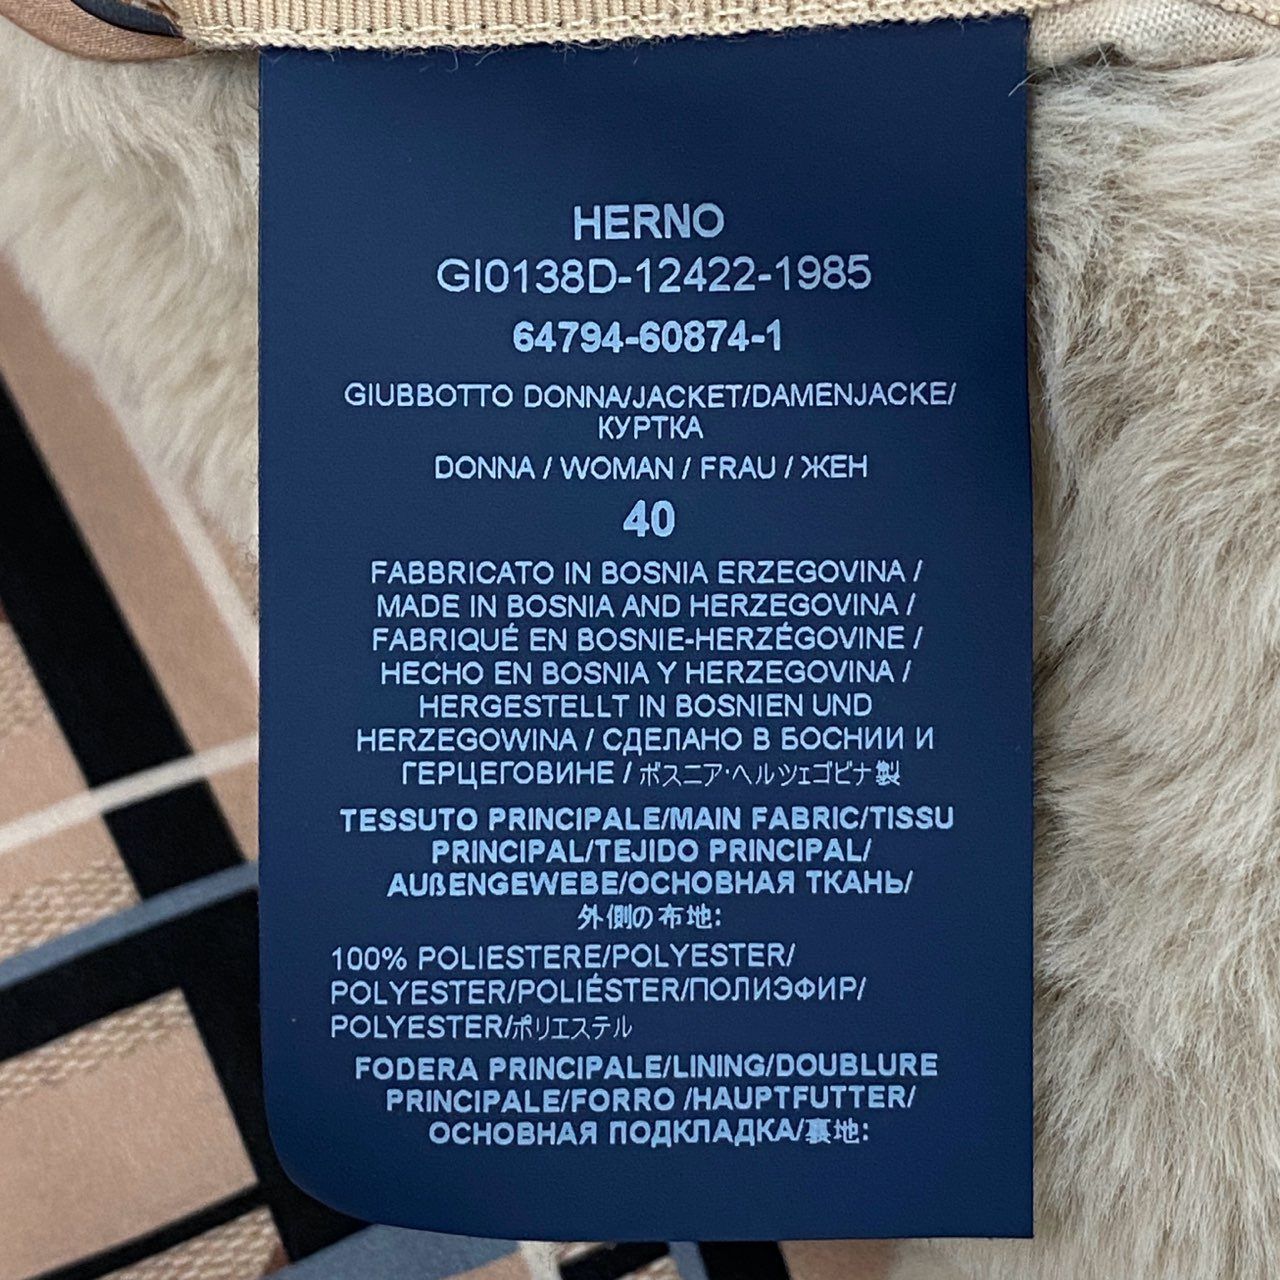 HERNO
GI0138D-12422-1985
64794-60874-1
GIUBBOTTO DONNA/JACKET/DAMENJACKE/
КУРТКА
DONNA / WOMAN / FRAU / ЖЕН
40
FABBRICATO IN BOSNIA ERZEGOVINA /
MADE IN BOSNIA AND HERZEGOVINA /
FABRIQUÉ EN BOSNIE-HERZÉGOVINE /
HECHO EN BOSNIA Y HERZEGOVINA /
HERGESTELLT IN BOSNIEN UND
HERZEGOWINA / СДЕЛАНО В БОСНИИ И
ГЕРЦЕГОВИНЕ / ボスニア・ヘルツェゴビナ製
TESSUTO PRINCIPALE/MAIN FABRIC/TISSU
PRINCIPAL/TEJIDO PRINCIPAL/
AUßENGEWEBE/ОСНОВНАЯ ТКАНЬ/
外側の布地:
100% POLIESTERE/POLYESTER/
POLYESTER/POLIÉSTER/ПОЛИЭФИР/
POLYESTER/ポリエステル
FODERA PRINCIPALE/LINING/DOUBLURE
PRINCIPALE/FORRO /HAUPTFUTTER/
ОСНОВНАЯ ПОДКЛАДКА/裏地: